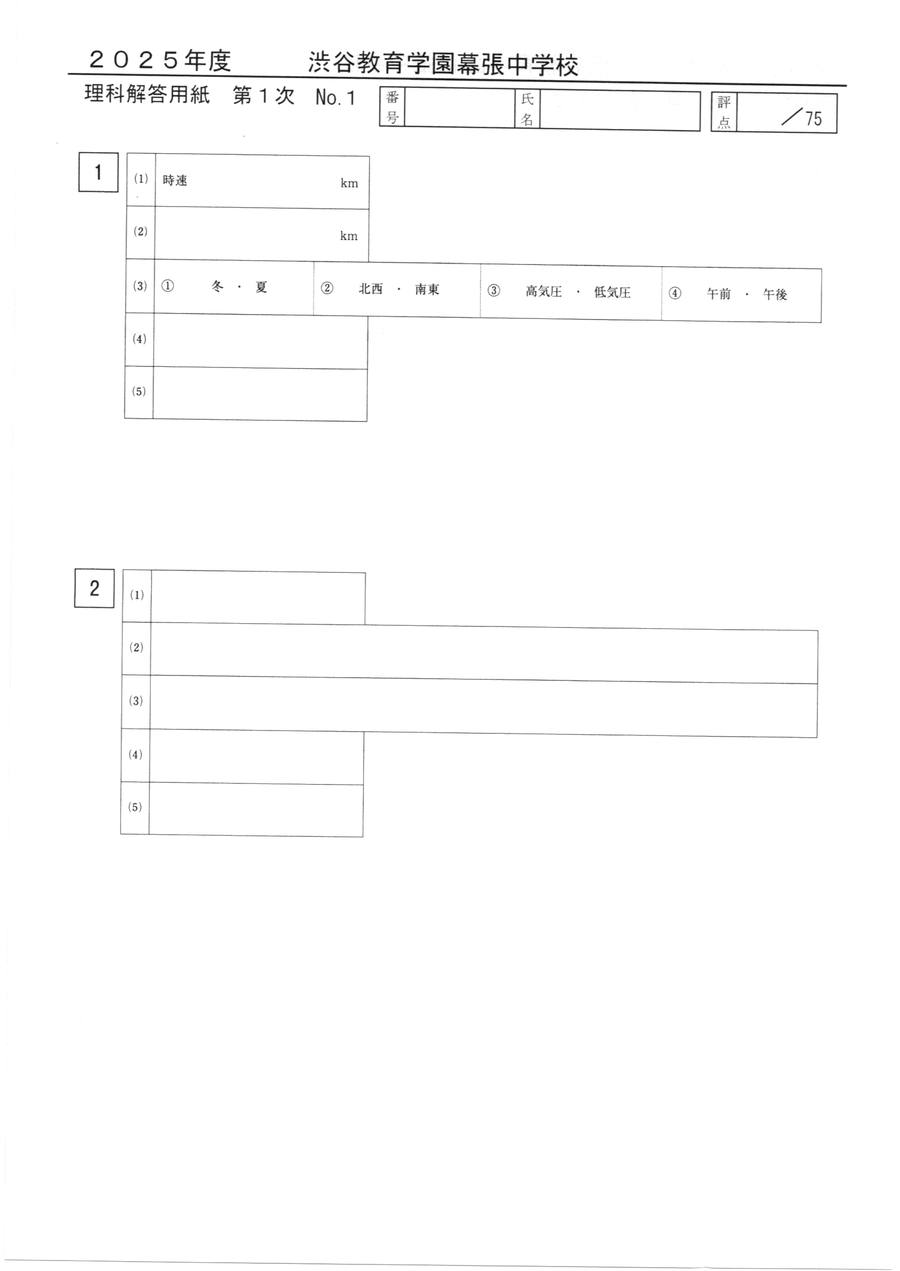 2025年度 渋谷教育学園幕張中学校
理科解答用紙 第1次 No.1 番号 氏名 評点 ／75
1
(1) 時速 km
(2) km
(3) ① 冬 ・ 夏 ② 北西 ・ 南東 ③ 高気圧 ・ 低気圧 ④ 午前 ・ 午後
(4)
(5)
2
(1)
(2)
(3)
(4)
(5)